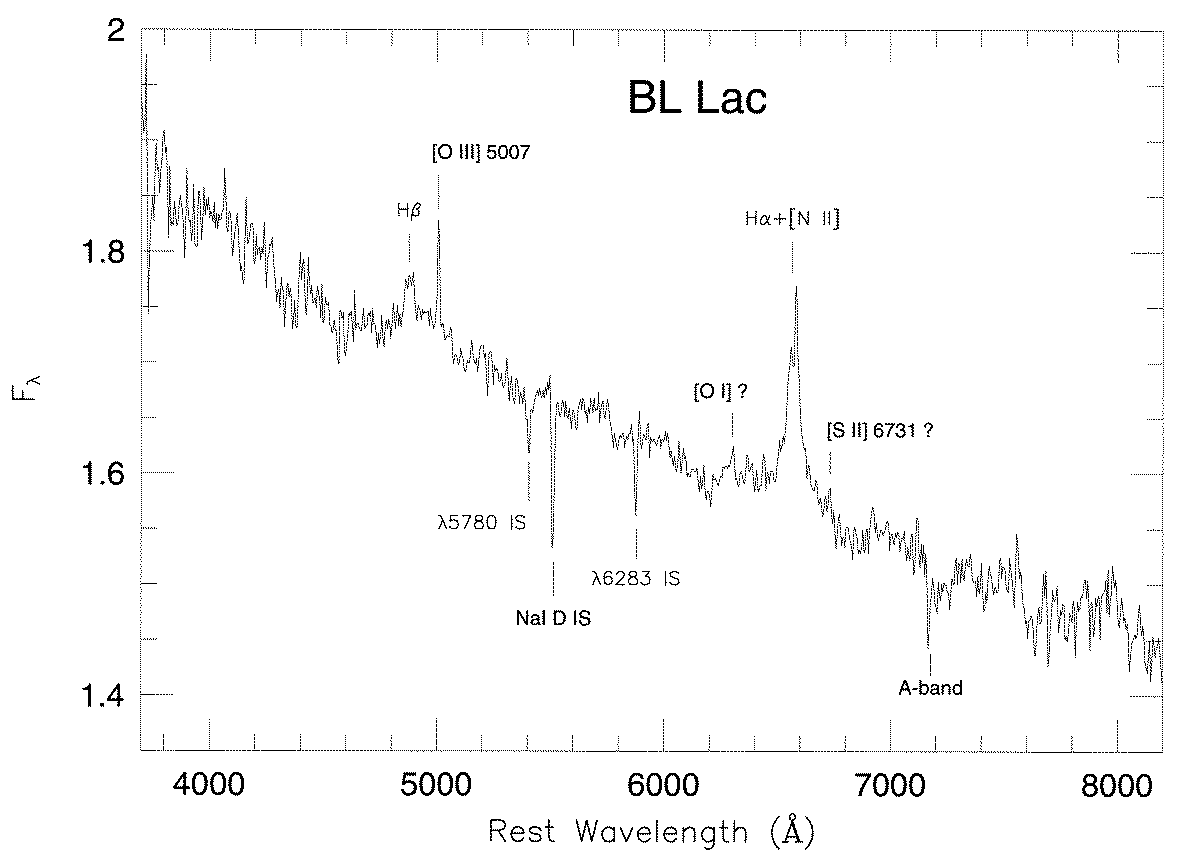 2
BL Lac
[O III] 5007
Hβ
Hα+[N II]
1.8
Fλ
[O I] ?
[S II] 6731 ?
1.6
λ5780 IS
λ6283 IS
NaI D IS
A-band
1.4
4000 5000 6000 7000 8000
Rest Wavelength (Å)